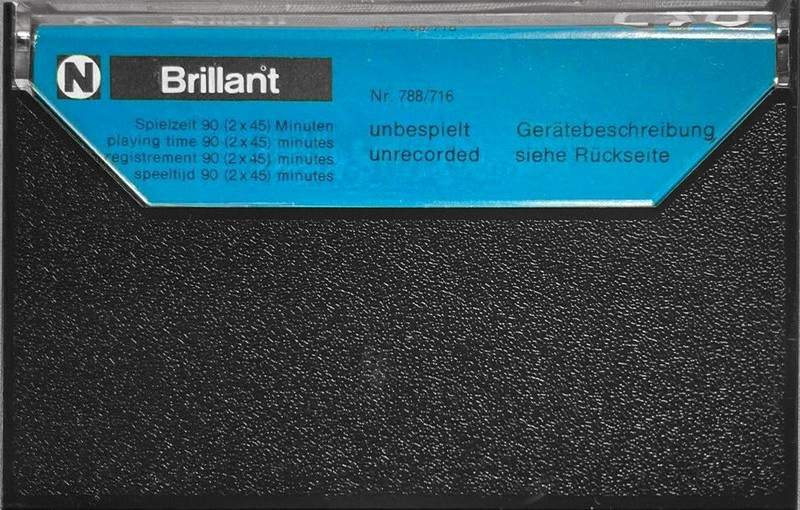 N Brillant
Nr. 788/716
Spielzeit 90 (2x45) Minuten
playing time 90 (2x45) minutes
registrement 90 (2x45) minutes
speeltijd 90 (2x45) minutes
unbespielt
unrecorded
Gerätebeschreibung
siehe Rückseite